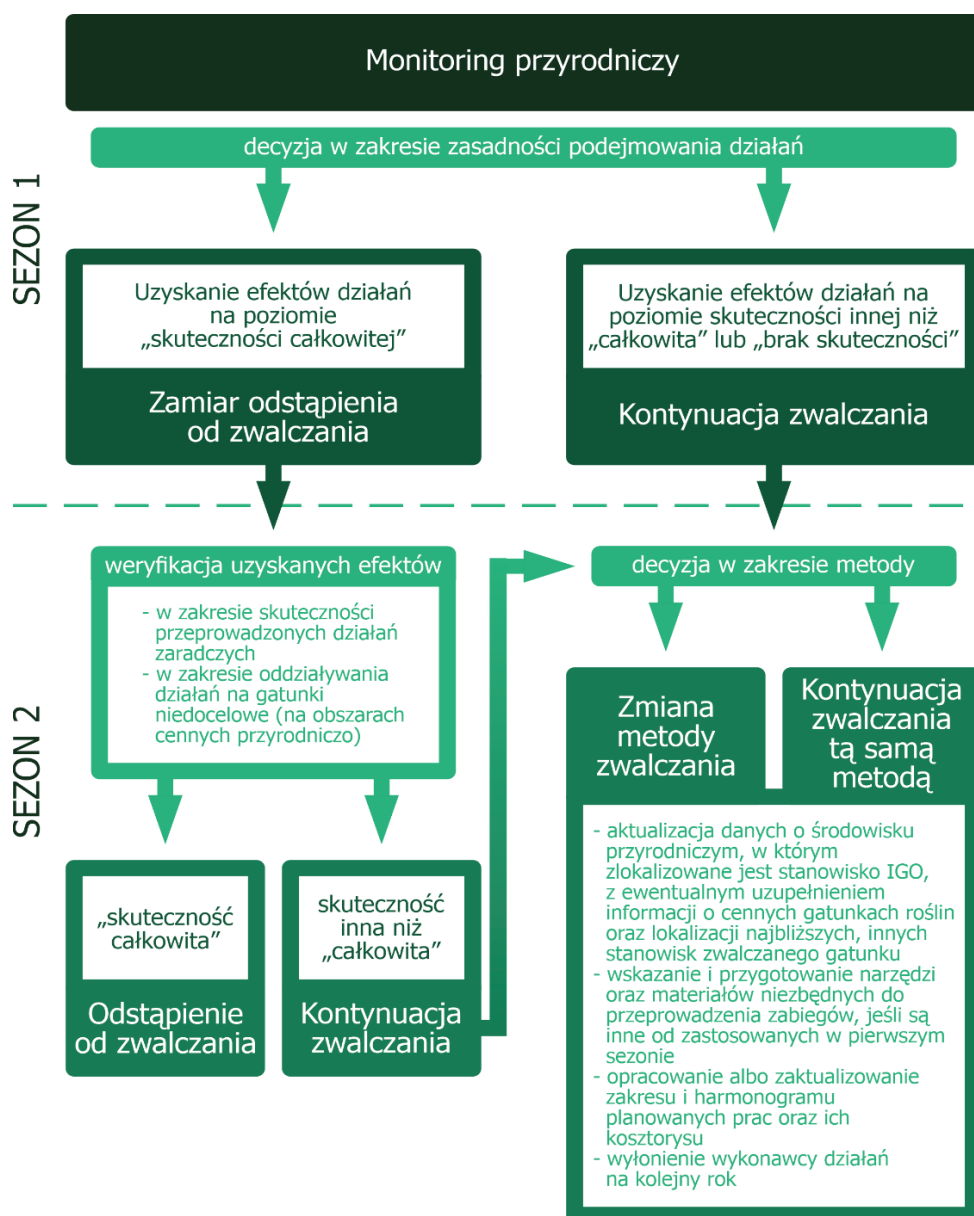 Monitoring przyrodniczy
decyzja w zakresie zasadności podejmowania działań
SEZON 1
Uzyskanie efektów działań
na poziomie
„skuteczności całkowitej”
Zamiar odstąpienia
od zwalczania
Uzyskanie efektów działań na
poziomie skuteczności innej niż
„całkowita” lub „brak skuteczności”
Kontynuacja zwalczania
SEZON 2
weryfikacja uzyskanych efektów
- w zakresie skuteczności
przeprowadzonych działań
zaradczych
- w zakresie oddziaływania
działań na gatunki
niedocelowe (na obszarach
cennych przyrodniczo)
„skuteczność
całkowita”
Odstąpienie
od zwalczania
skuteczność
inna niż
„całkowita”
Kontynuacja
zwalczania
decyzja w zakresie metody
Zmiana
metody
zwalczania
Kontynuacja
zwalczania
tą samą
metodą
- aktualizacja danych o środowisku
przyrodniczym, w którym
zlokalizowane jest stanowisko IGO,
z ewentualnym uzupełnieniem
informacji o cennych gatunkach roślin
oraz lokalizacji najbliższych, innych
stanowisk zwalczanego gatunku
- wskazanie i przygotowanie narzędzi
oraz materiałów niezbędnych do
przeprowadzenia zabiegów, jeśli są
inne od zastosowanych w pierwszym
sezonie
- opracowanie albo zaktualizowanie
zakresu i harmonogramu
planowanych prac oraz ich
kosztorysu
- wyłonienie wykonawcy działań
na kolejny rok